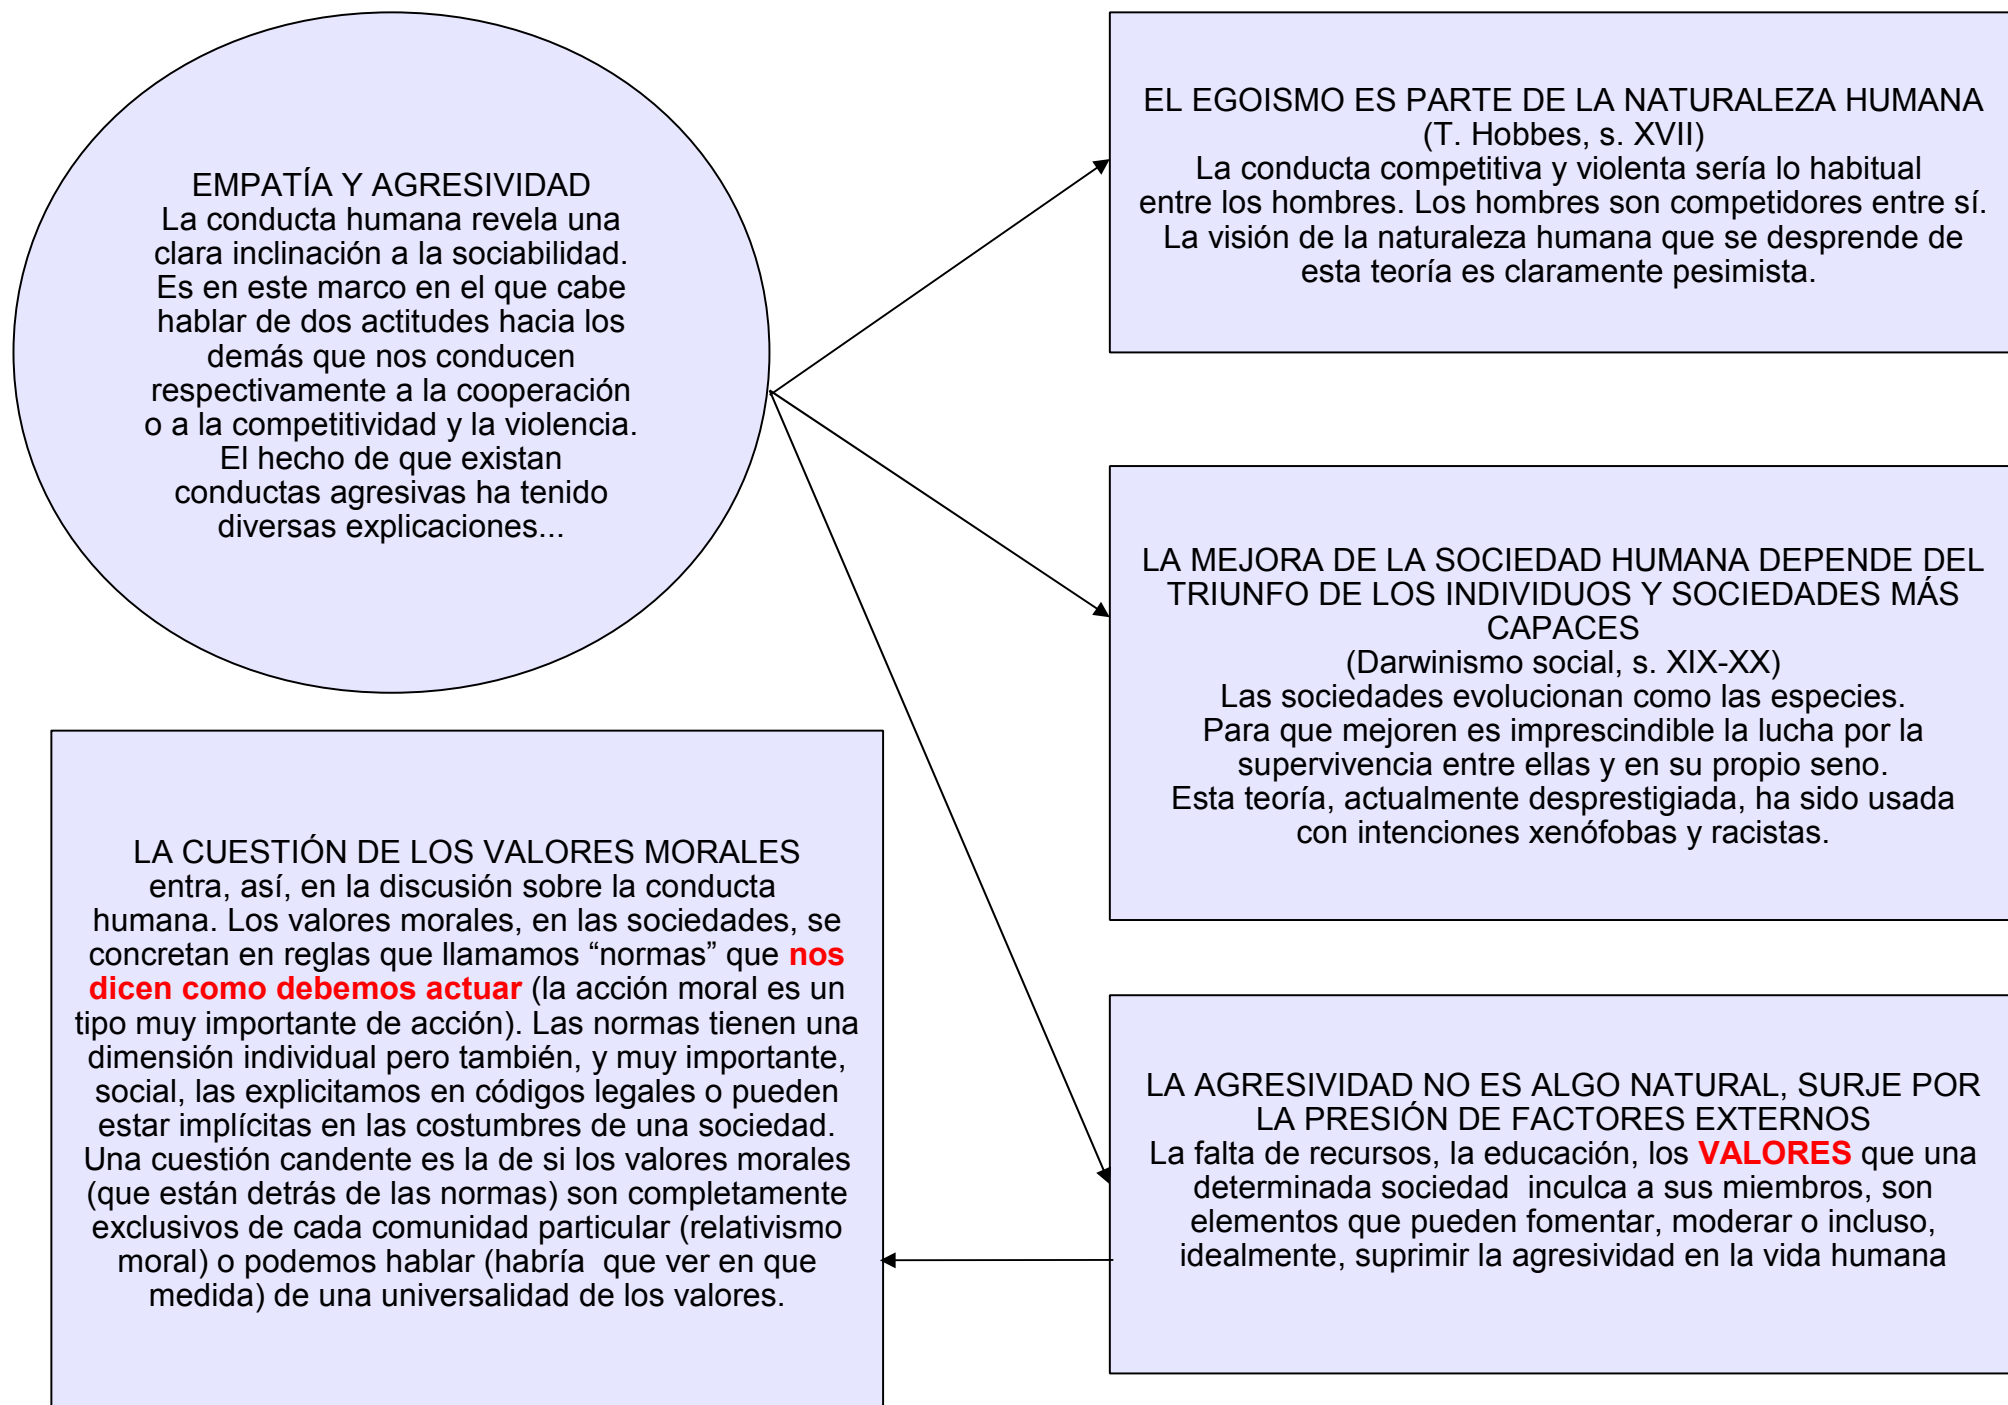 EMPATÍA Y AGRESIVIDAD
La conducta humana revela una
clara inclinación a la sociabilidad.
Es en este marco en el que cabe
hablar de dos actitudes hacia los
demás que nos conducen
respectivamente a la cooperación
o a la competitividad y la violencia.
El hecho de que existan
conductas agresivas ha tenido
diversas explicaciones...
EL EGOISMO ES PARTE DE LA NATURALEZA HUMANA
(T. Hobbes, s. XVII)
La conducta competitiva y violenta sería lo habitual
entre los hombres. Los hombres son competidores entre sí.
La visión de la naturaleza humana que se desprende de
esta teoría es claramente pesimista.
LA MEJORA DE LA SOCIEDAD HUMANA DEPENDE DEL
TRIUNFO DE LOS INDIVIDUOS Y SOCIEDADES MÁS
CAPACES
(Darwinismo social, s. XIX-XX)
Las sociedades evolucionan como las especies.
Para que mejoren es imprescindible la lucha por la
supervivencia entre ellas y en su propio seno.
Esta teoría, actualmente desprestigiada, ha sido usada
con intenciones xenófobas y racistas.
LA AGRESIVIDAD NO ES ALGO NATURAL, SURJE POR
LA PRESIÓN DE FACTORES EXTERNOS
La falta de recursos, la educación, los VALORES que una
determinada sociedad  inculca a sus miembros, son
elementos que pueden fomentar, moderar o incluso,
idealmente, suprimir la agresividad en la vida humana
LA CUESTIÓN DE LOS VALORES MORALES
entra, así, en la discusión sobre la conducta
humana. Los valores morales, en las sociedades, se
concretan en reglas que llamamos “normas” que nos
dicen como debemos actuar (la acción moral es un
tipo muy importante de acción). Las normas tienen una
dimensión individual pero también, y muy importante,
social, las explicitamos en códigos legales o pueden
estar implícitas en las costumbres de una sociedad.
Una cuestión candente es la de si los valores morales
(que están detrás de las normas) son completamente
exclusivos de cada comunidad particular (relativismo
moral) o podemos hablar (habría  que ver en que
medida) de una universalidad de los valores.